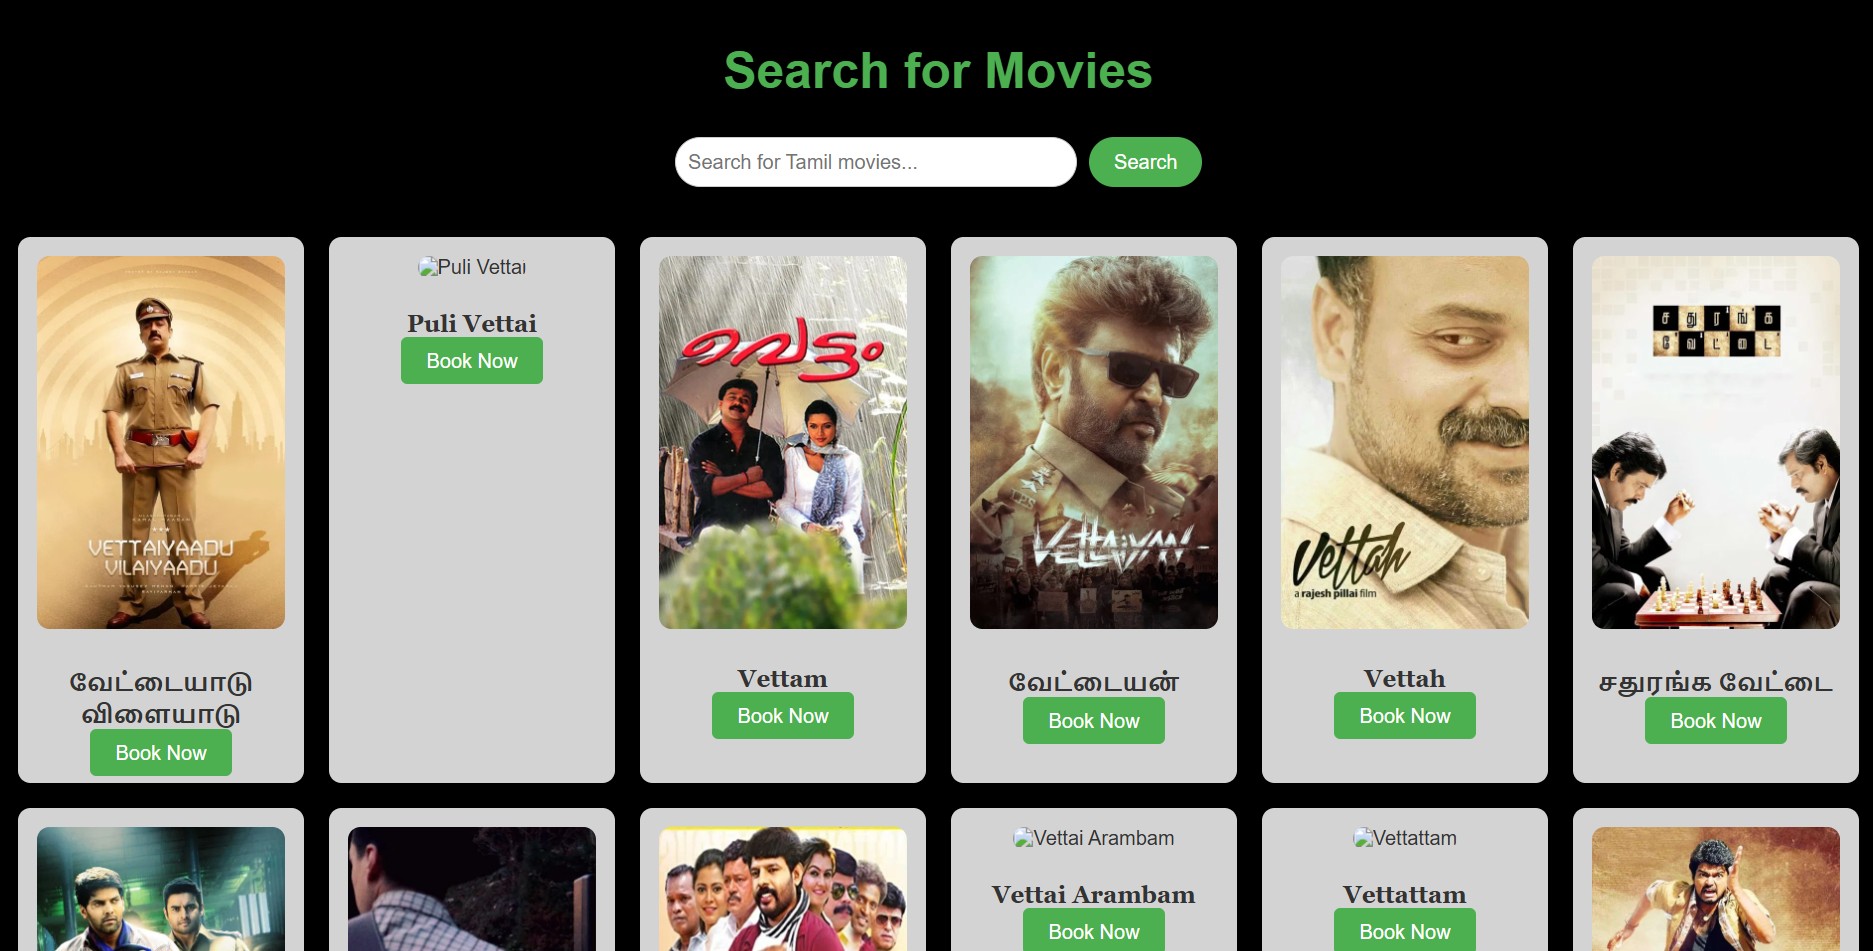 Search for Movies
Search for Tamil movies...
Search
VETTAIYAADU
VILAIYAADU
வேட்டையாடு
விளையாடு
Book Now
Puli Vettai
Puli Vettai
Book Now
വെട്ടം
Vettam
Book Now
VETTAIYAN
வேட்டையன்
Book Now
vettah
a rajesh pillai film
Vettah
Book Now
சதுரங்க
வேட்டை
சதுரங்க வேட்டை
Book Now
Vettai Arambam
Vettai Arambam
Book Now
Vettattam
Vettattam
Book Now